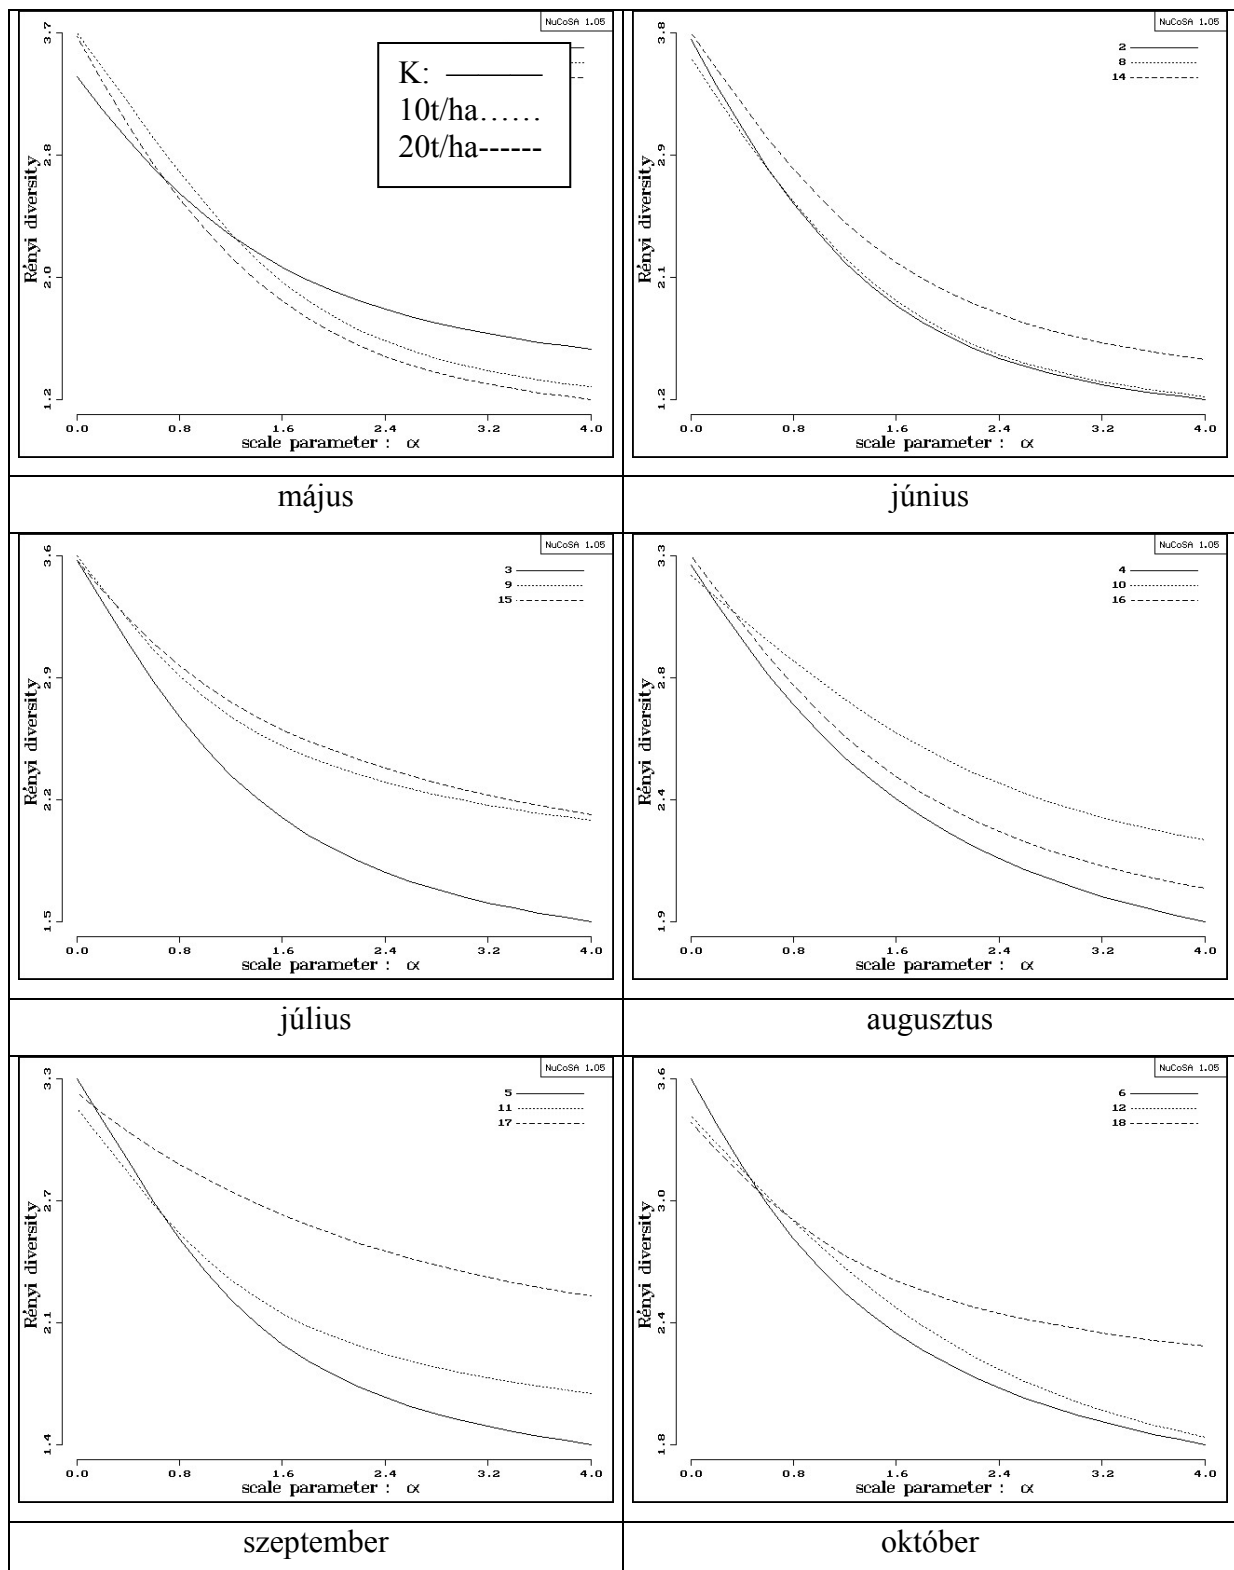 NuCoSA 1.05
3.7
2.8
2.0
1.2
Rényi diversity
K:
10t/ha......
20t/ha------
0.0 0.8 1.6 2.4 3.2 4.0
scale parameter : α
május
NuCoSA 1.05
3.8
2.9
2.1
1.2
Rényi diversity
2
8
14
0.0 0.8 1.6 2.4 3.2 4.0
scale parameter : α
június
NuCoSA 1.05
3.6
2.9
2.2
1.5
Rényi diversity
3
9
15
0.0 0.8 1.6 2.4 3.2 4.0
scale parameter : α
július
NuCoSA 1.05
3.3
2.8
2.4
1.9
Rényi diversity
4
10
16
0.0 0.8 1.6 2.4 3.2 4.0
scale parameter : α
augusztus
NuCoSA 1.05
3.3
2.7
2.1
1.4
Rényi diversity
5
11
17
0.0 0.8 1.6 2.4 3.2 4.0
scale parameter : α
szeptember
NuCoSA 1.05
3.6
3.0
2.4
1.8
Rényi diversity
6
12
18
0.0 0.8 1.6 2.4 3.2 4.0
scale parameter : α
október